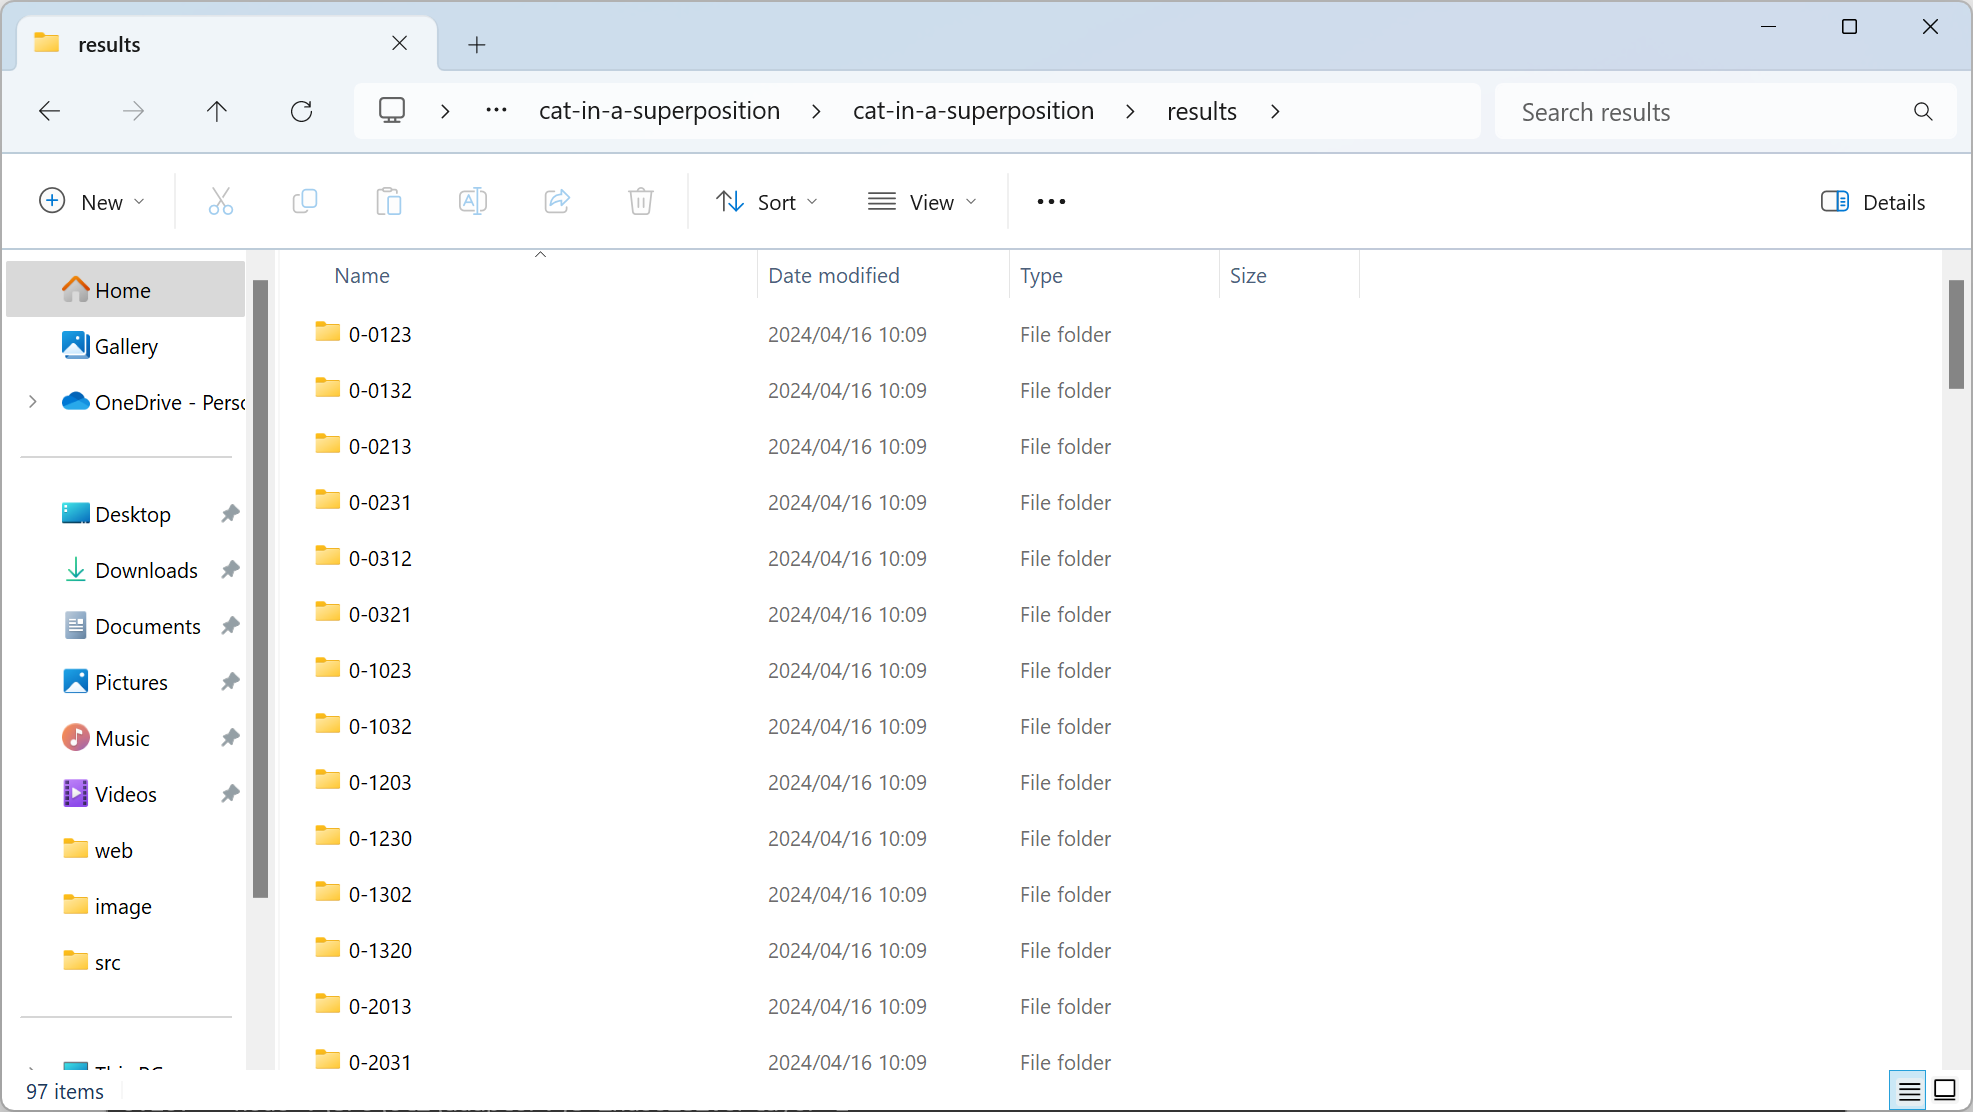 results
cat-in-a-superposition
cat-in-a-superposition
results
Search results
New
Sort
View
Details
Home
Gallery
OneDrive - Perso
Desktop
Downloads
Documents
Pictures
Music
Videos
web
image
src
Name Date modified Type Size
0-0123 2024/04/16 10:09 File folder
0-0132 2024/04/16 10:09 File folder
0-0213 2024/04/16 10:09 File folder
0-0231 2024/04/16 10:09 File folder
0-0312 2024/04/16 10:09 File folder
0-0321 2024/04/16 10:09 File folder
0-1023 2024/04/16 10:09 File folder
0-1032 2024/04/16 10:09 File folder
0-1203 2024/04/16 10:09 File folder
0-1230 2024/04/16 10:09 File folder
0-1302 2024/04/16 10:09 File folder
0-1320 2024/04/16 10:09 File folder
0-2013 2024/04/16 10:09 File folder
0-2031 2024/04/16 10:09 File folder
97 items